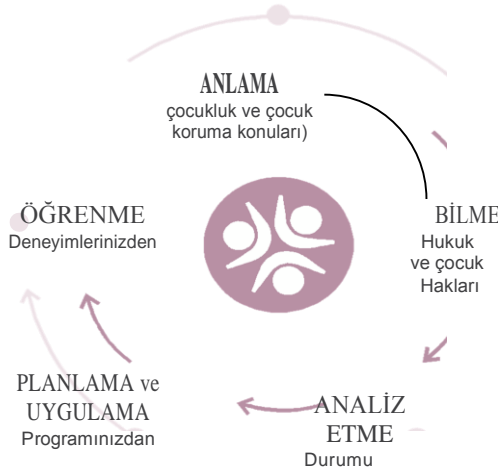 ANLAMA
çocukluk ve çocuk
koruma konuları)
BİLME
Hukuk
ve çocuk
Hakları
ANALİZ
ETME
Durumu
PLANLAMA ve
UYGULAMA
Programınızdan
ÖĞRENME
Deneyimlerinizden